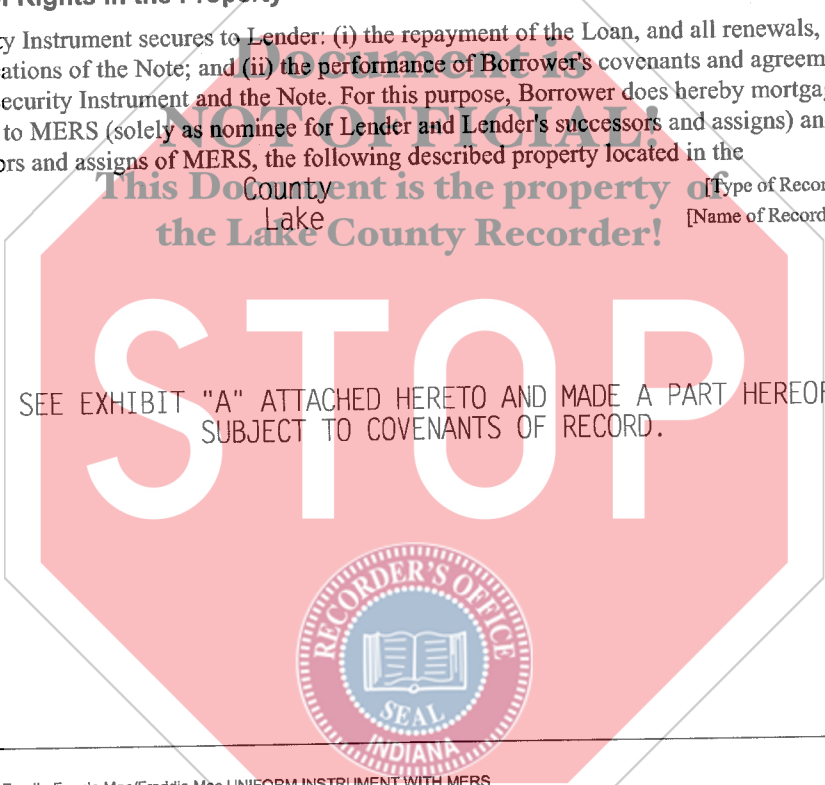 Rights in the Property
y Instrument secures to Lender: (i) the repayment of the Loan, and all renewals,
ations of the Note; and (ii) the performance of Borrower's covenants and agreem
ecurity Instrument and the Note. For this purpose, Borrower does hereby mortga
to MERS (solely as nominee for Lender and Lender's successors and assigns) an
ors and assigns of MERS, the following described property located in the
County [Type of Recor
Lake [Name of Record
Document is
NOT OFFICIAL!
This Document is the property of
the Lake County Recorder!
STOP
SEE EXHIBIT "A" ATTACHED HERETO AND MADE A PART HEREOF
SUBJECT TO COVENANTS OF RECORD.
RECORDER'S OFFICE
SEAL
INDIANA
Mae/Freddie Mac UNIFORM INSTRUMENT WITH MERS